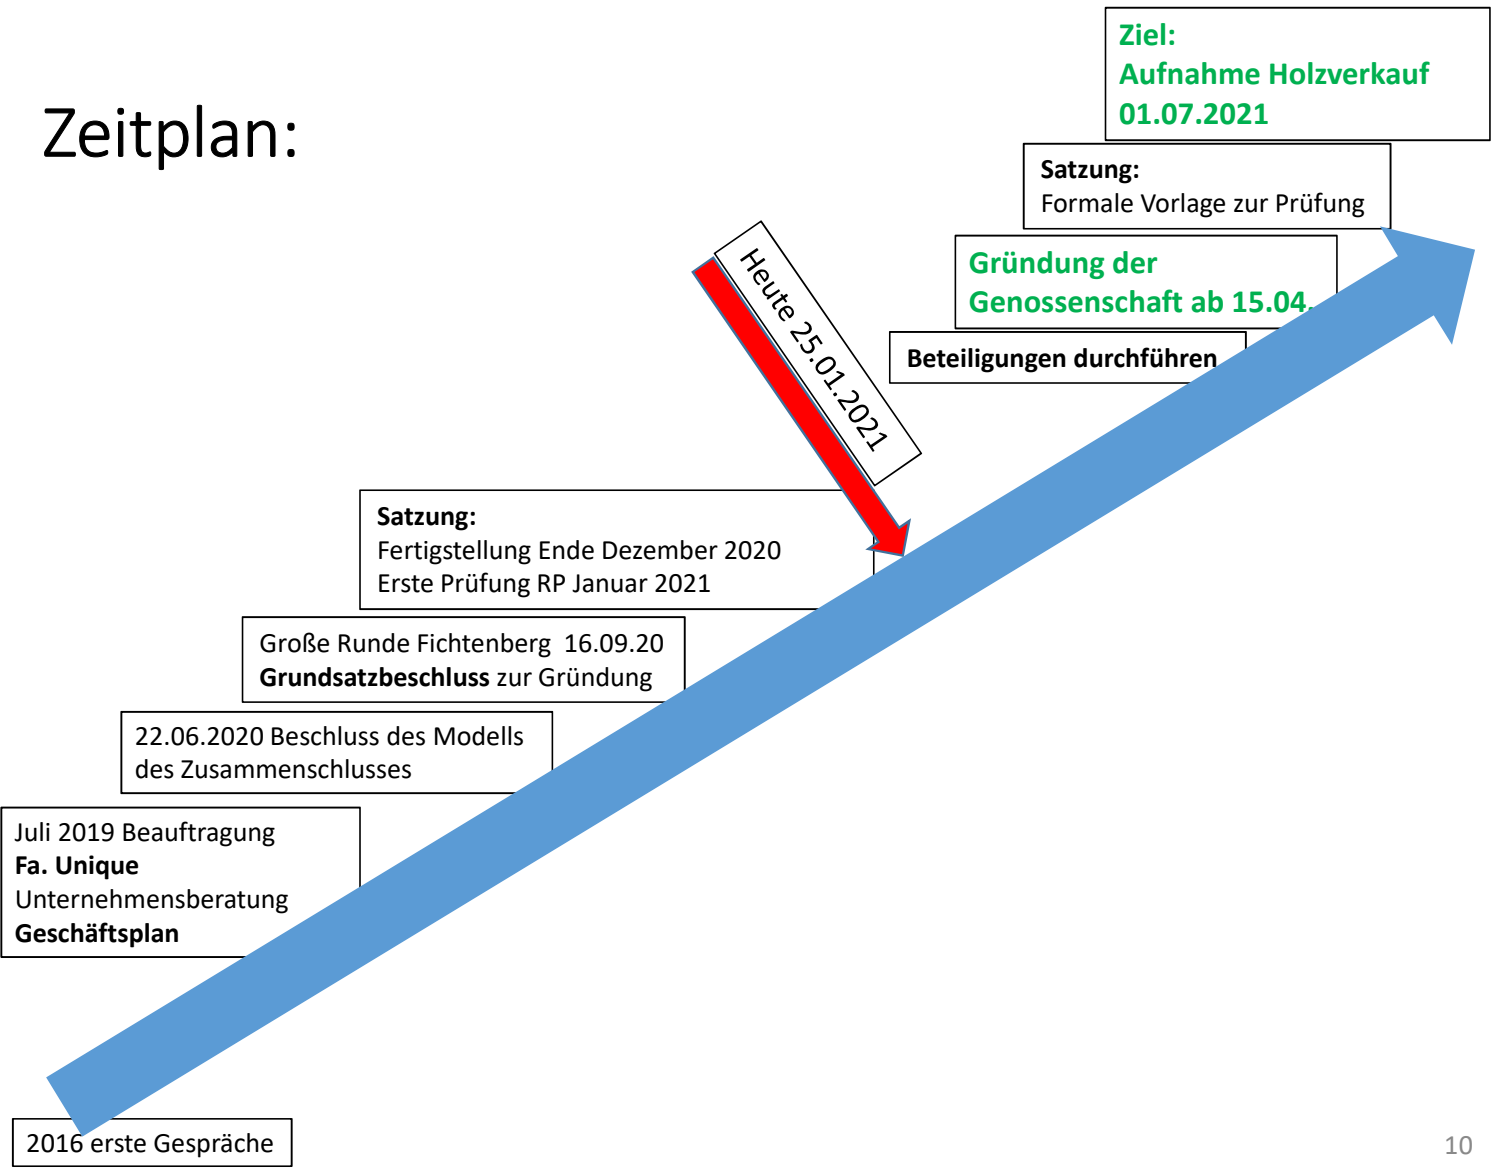 Zeitplan:
Ziel:
Aufnahme Holzverkauf
01.07.2021
Satzung:
Formale Vorlage zur Prüfung
Gründung der
Genossenschaft ab 15.04.
Beteiligungen durchführen
Heute 25.01.2021
Satzung:
Fertigstellung Ende Dezember 2020
Erste Prüfung RP Januar 2021
Große Runde Fichtenberg 16.09.20
Grundsatzbeschluss zur Gründung
22.06.2020 Beschluss des Modells
des Zusammenschlusses
Juli 2019 Beauftragung
Fa. Unique
Unternehmensberatung
Geschäftsplan
2016 erste Gespräche
10